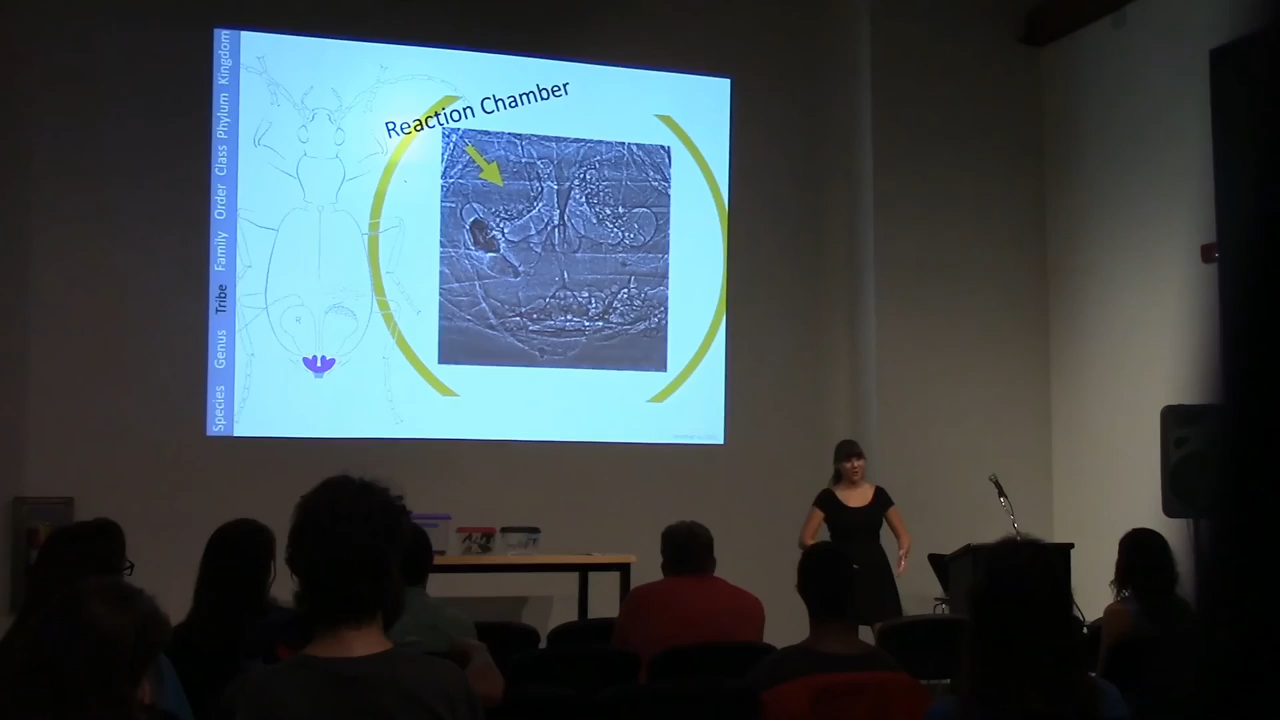 Reaction Chamber
Kingdom
Phylum
Class
Order
Family
Tribe
Genus
Species
R